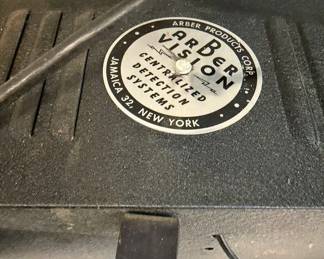 ARBER PRODUCTS CORP.
ARBER
VISION
CENTRALIZED
DETECTION
SYSTEMS
JAMAICA 32, NEW YORK